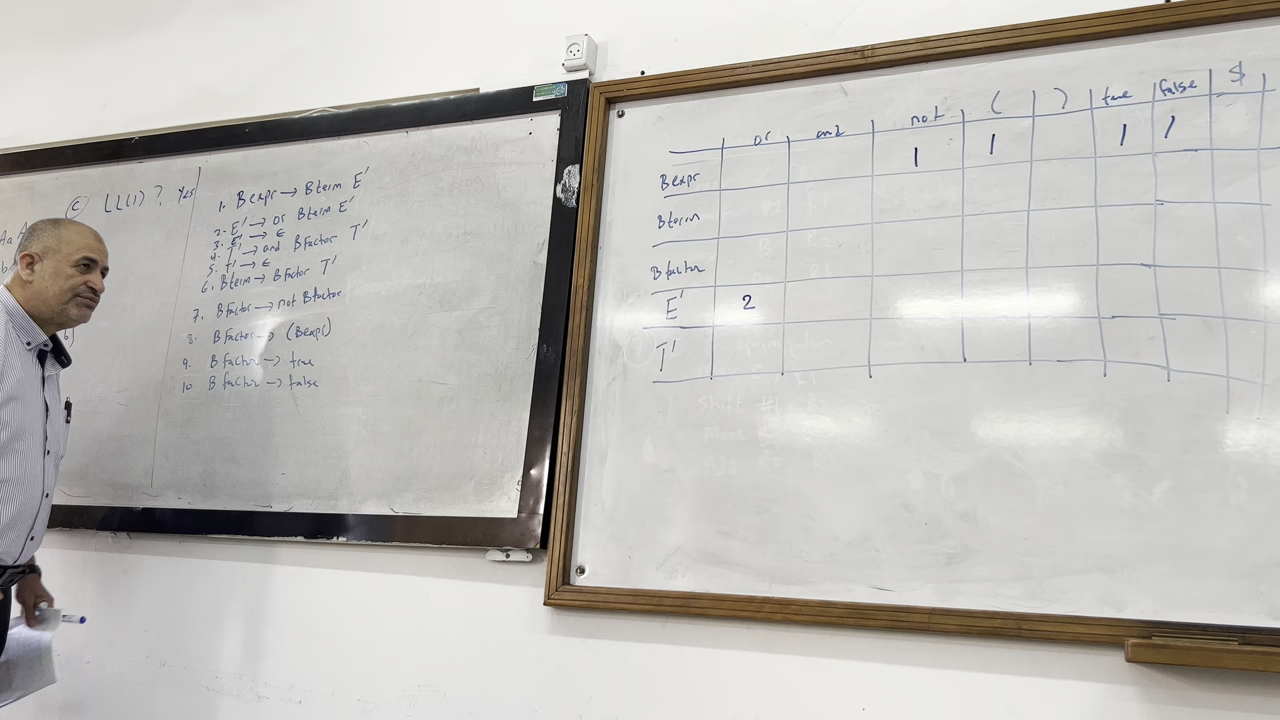 C LL(1) ? Yes
1. Bexpr → Bterm E'
2. E' → or Bterm E'
3. E' → ϵ
4. T' → and BFactor T'
5. T' → ϵ
6. Bterm → BFactor T'
7. BFactor → not Bfactor
8. BFactor → (Bexpr)
9. BFactor → true
10 Bfactor → false
or and not ( ) true false $
Bexpr 1 1 1 1
Bterm
Bfactor
E' 2
T'